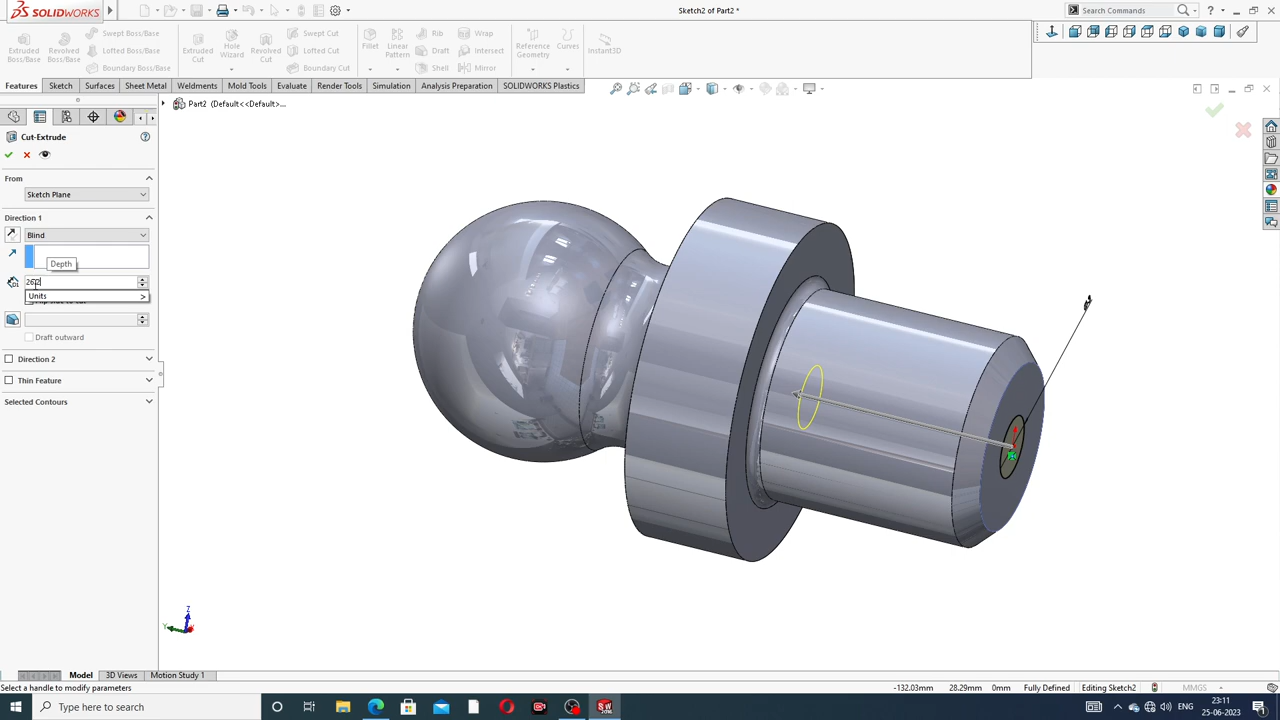 SOLIDWORKS
Sketch2 of Part2 *
Search Commands
Extruded Boss/Base
Revolved Boss/Base
Swept Boss/Base
Lofted Boss/Base
Boundary Boss/Base
Extruded Cut
Hole Wizard
Revolved Cut
Swept Cut
Lofted Cut
Boundary Cut
Fillet
Linear Pattern
Rib
Draft
Shell
Wrap
Intersect
Mirror
Reference Geometry
Curves
Instant3D
Features
Sketch
Surfaces
Sheet Metal
Weldments
Mold Tools
Evaluate
Render Tools
Simulation
Analysis Preparation
SOLIDWORKS Plastics
Part2 (Default<<Default>...
Cut-Extrude
From
Sketch Plane
Direction 1
Blind
Depth
Units >
Draft outward
Direction 2
Thin Feature
Selected Contours
Z
Y
Model
3D Views
Motion Study 1
Select a handle to modify parameters
-132.03mm 28.29mm 0mm Fully Defined Editing Sketch2 MMGS
Type here to search
ENG
23:11
25-06-2023